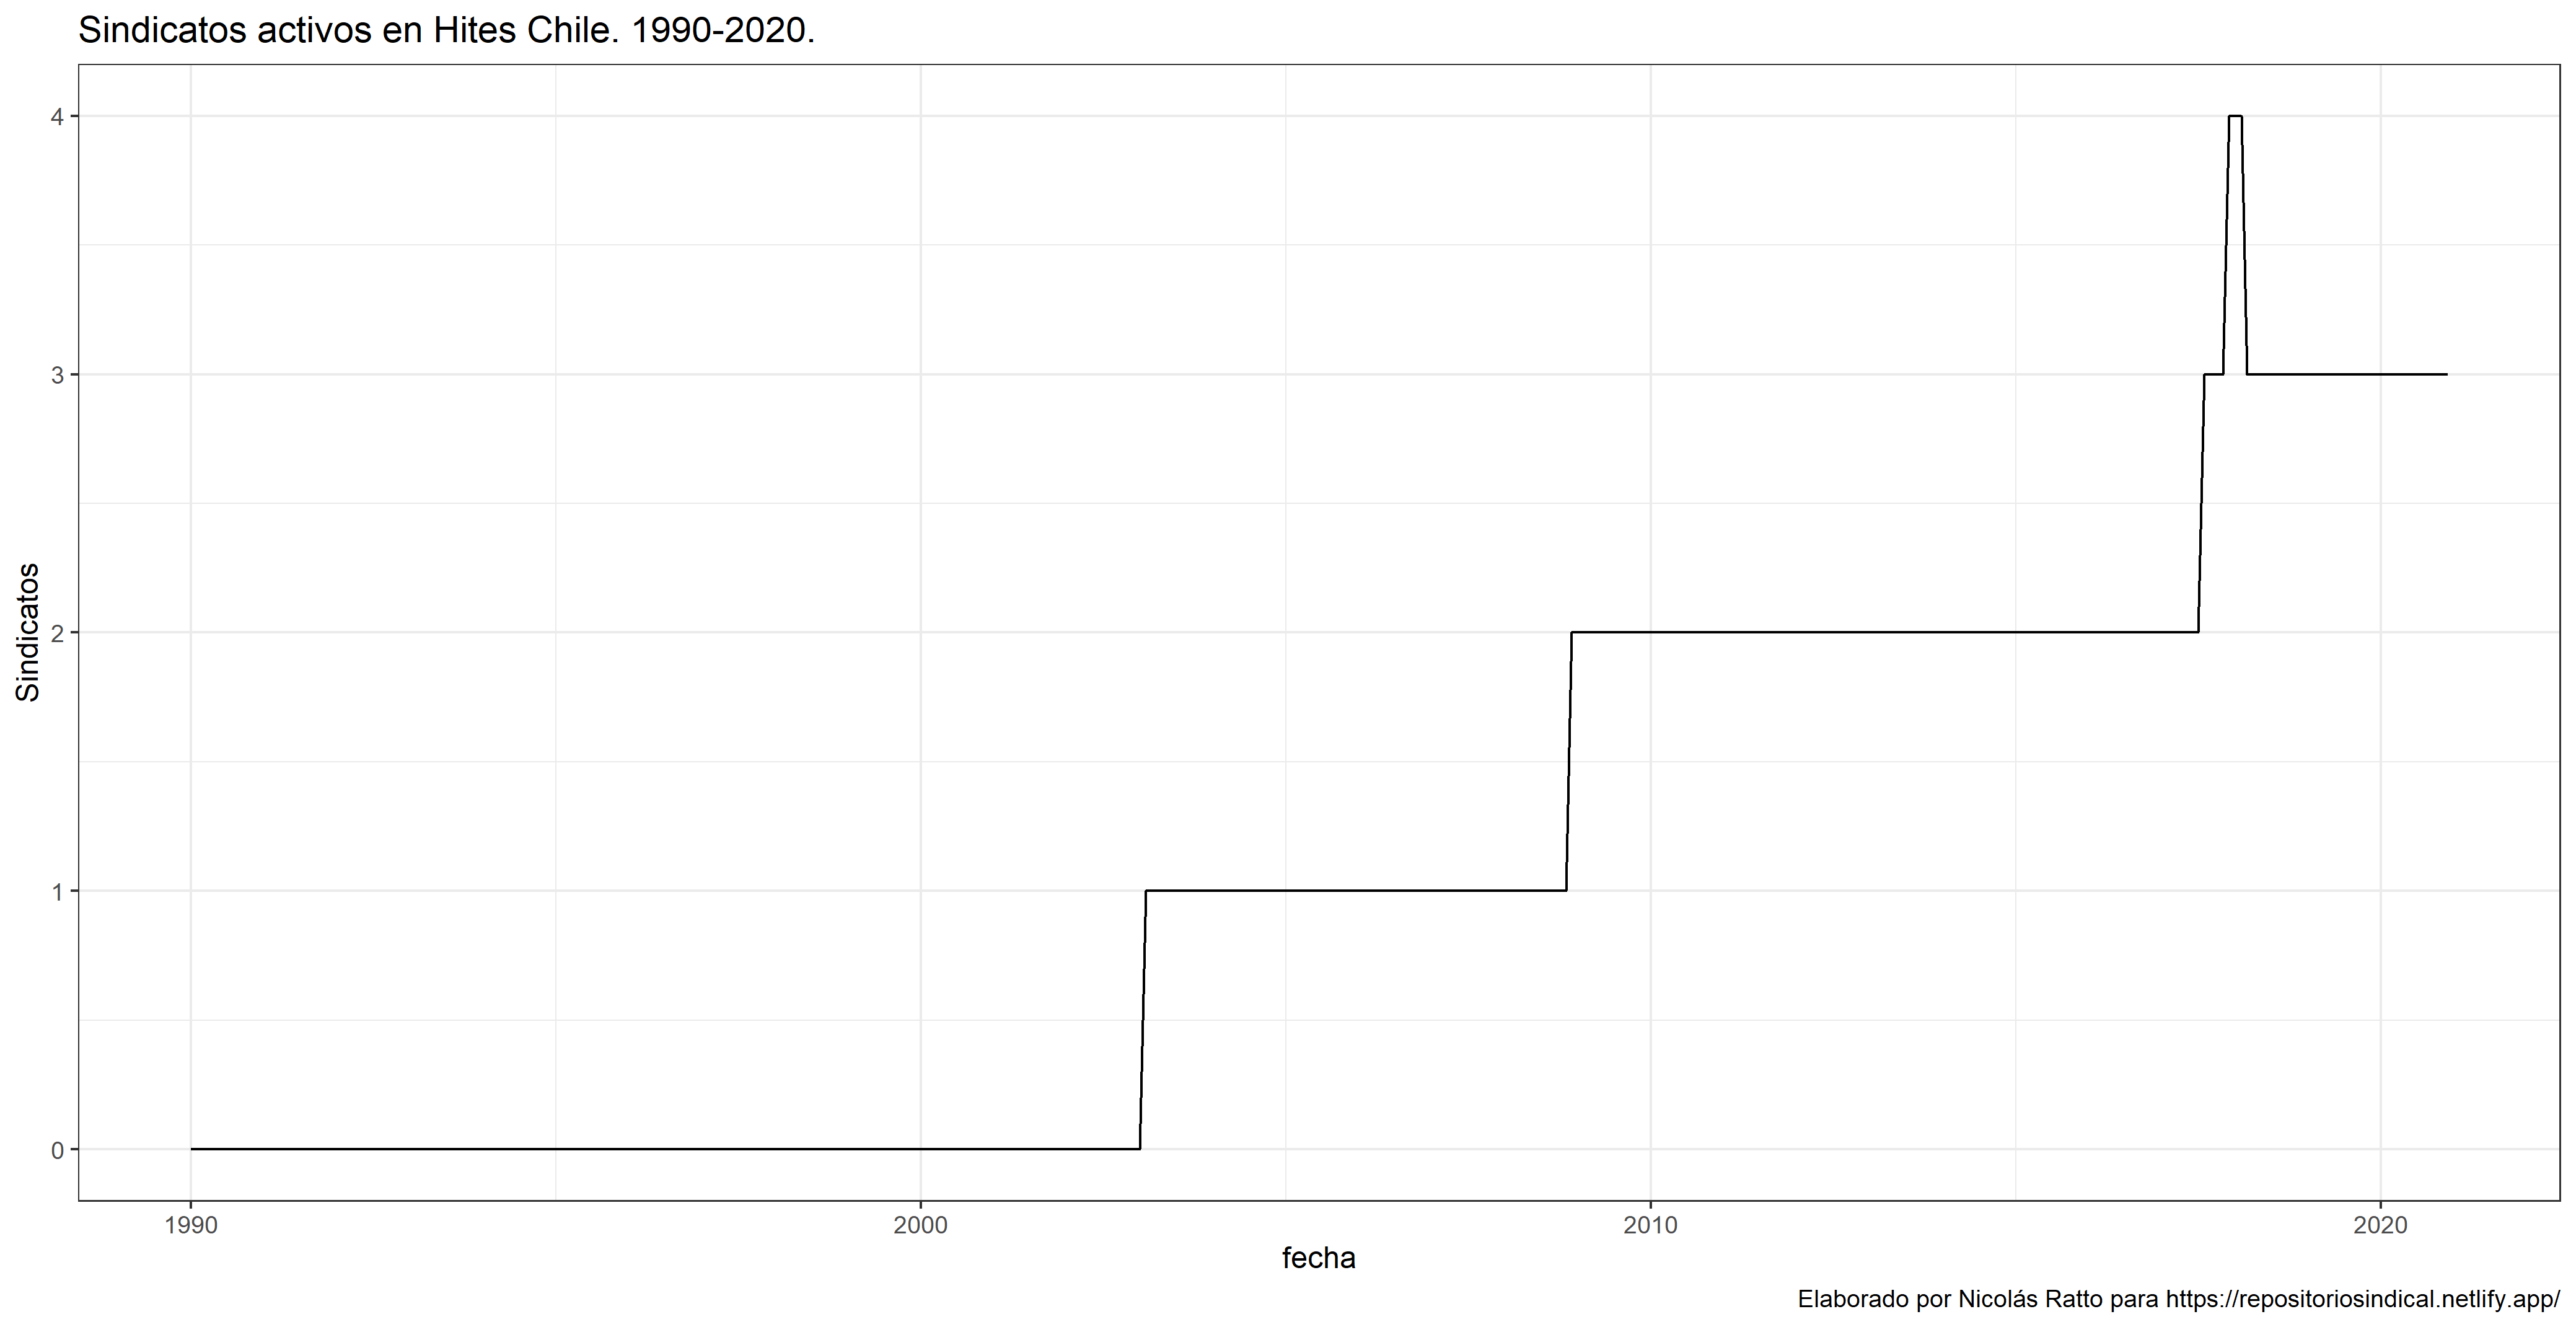 Sindicatos activos en Hites Chile. 1990-2020.
4
3
2
1
0
Sindicatos
1990
2000
2010
2020
fecha
Elaborado por Nicolás Ratto para https://repositoriosindical.netlify.app/